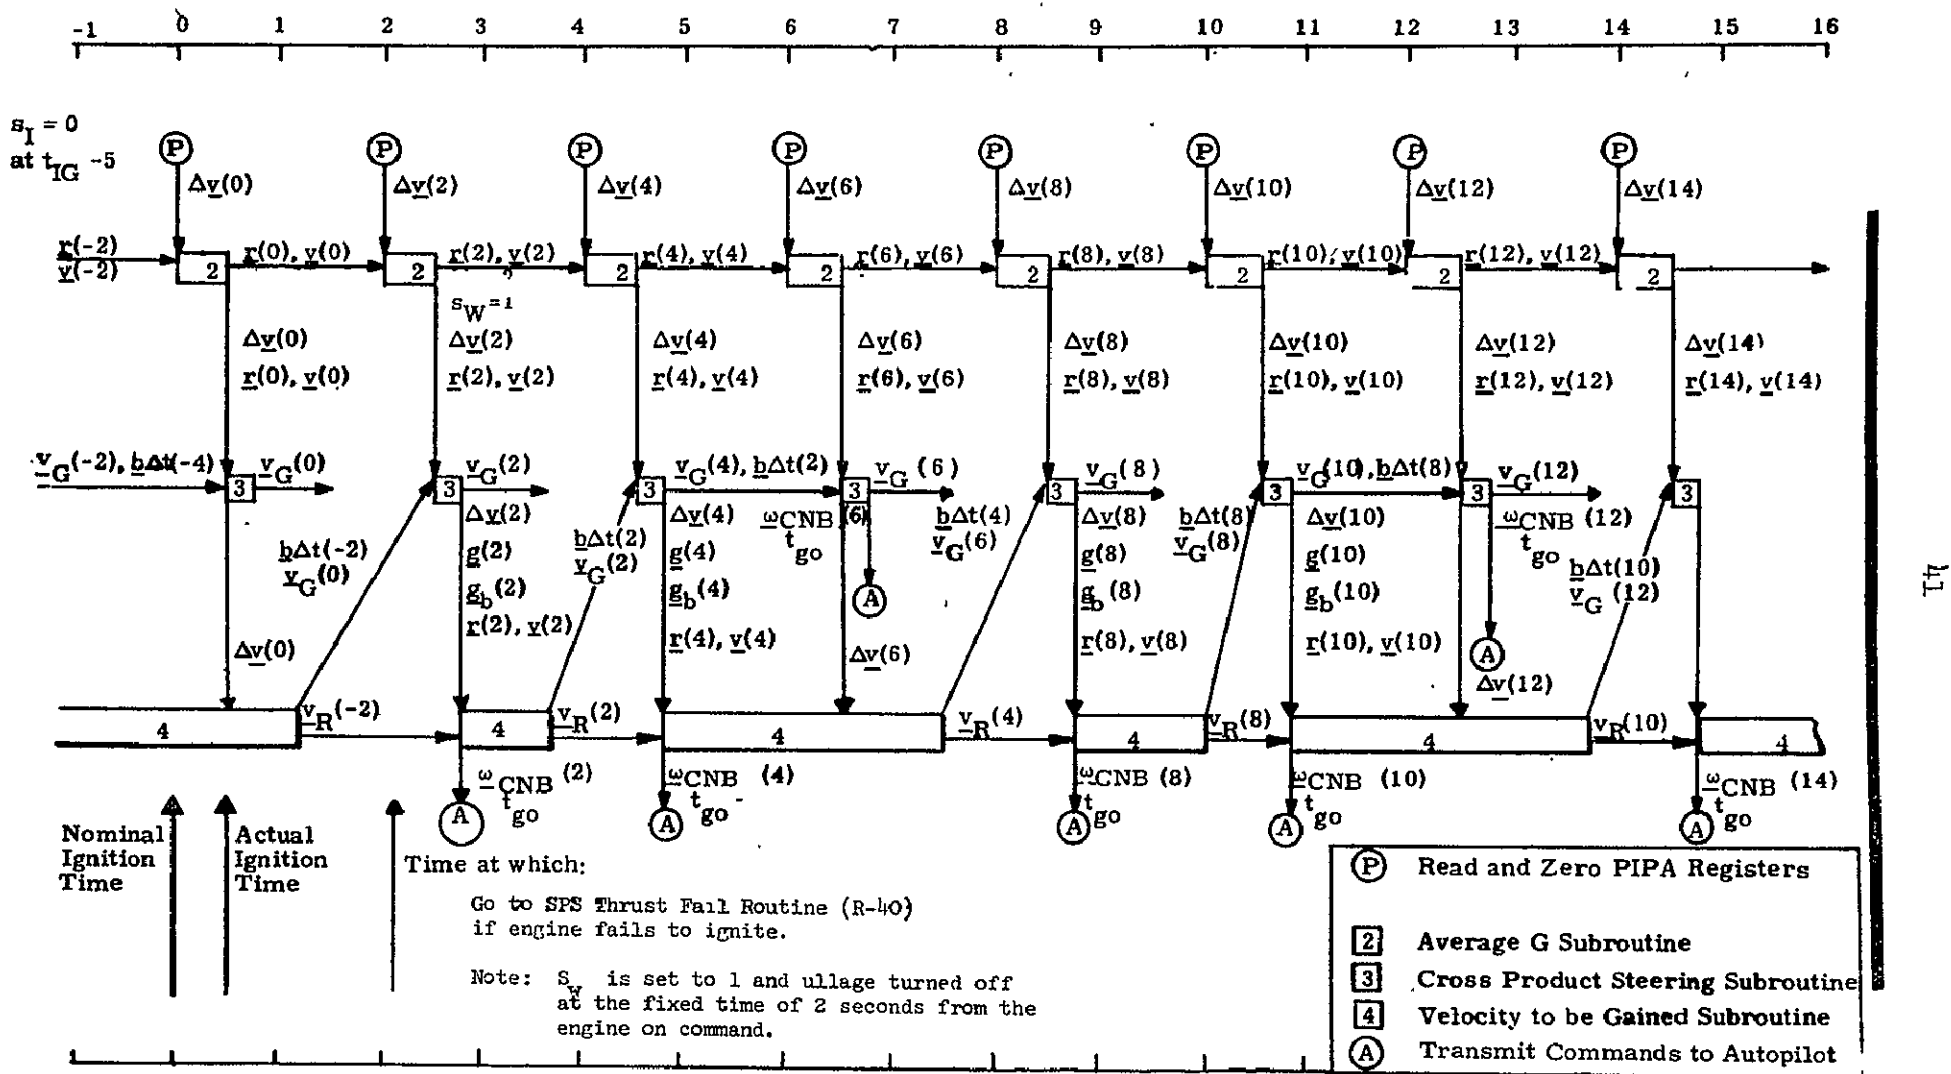 -1 0 1 2 3 4 5 6 7 8 9 10 11 12 13 14 15 16
s_I = 0
at t_IG -5
P P P P P P P P
Δv(0) Δv(2) Δv(4) Δv(6) Δv(8) Δv(10) Δv(12) Δv(14)
r(-2) r(0), v(0) r(2), v(2) r(4), v(4) r(6), v(6) r(8), v(8) r(10), v(10) r(12), v(12)
v(-2) 2 2 2 2 2 2 2 2
s_W = 1
Δv(0) Δv(2) Δv(4) Δv(6) Δv(8) Δv(10) Δv(12) Δv(14)
r(0), v(0) r(2), v(2) r(4), v(4) r(6), v(6) r(8), v(8) r(10), v(10) r(12), v(12) r(14), v(14)
v_G(-2), bΔt(-4) v_G(0) v_G(2) v_G(4), bΔt(2) v_G(6) v_G(8) v_G(10), bΔt(8) v_G(12)
3 3 3 3 3 3 3 3
Δv(2) Δv(4) ω_CNB (6) bΔt(4) Δv(8) bΔt(8) Δv(10) ω_CNB (12)
bΔt(-2) g(2) bΔt(2) g(4) t_go v_G(6) g(8) v_G(8) g(10) t_go bΔt(10)
v_G(0) g_b(2) v_G(2) g_b(4) A g_b(8) g_b(10) v_G(12)
r(2), v(2) r(4), v(4) r(8), v(8) r(10), v(10)
Δv(0) Δv(6) A
Δv(12)
v_R(-2) v_R(2) v_R(4) v_R(8) v_R(10)
4 4 4 4 4 4
ω_CNB (2) ω_CNB (4) ω_CNB (8) ω_CNB (10) ω_CNB (14)
t_go t_go t_go t_go t_go
A A A A A
Nominal
Ignition
Time
Actual
Ignition
Time
Time at which:
Go to SPS Thrust Fail Routine (R-40)
if engine fails to ignite.
Note: S_W is set to 1 and ullage turned off
at the fixed time of 2 seconds from the
engine on command.
P Read and Zero PIPA Registers
2 Average G Subroutine
3 Cross Product Steering Subroutine
4 Velocity to be Gained Subroutine
A Transmit Commands to Autopilot
41